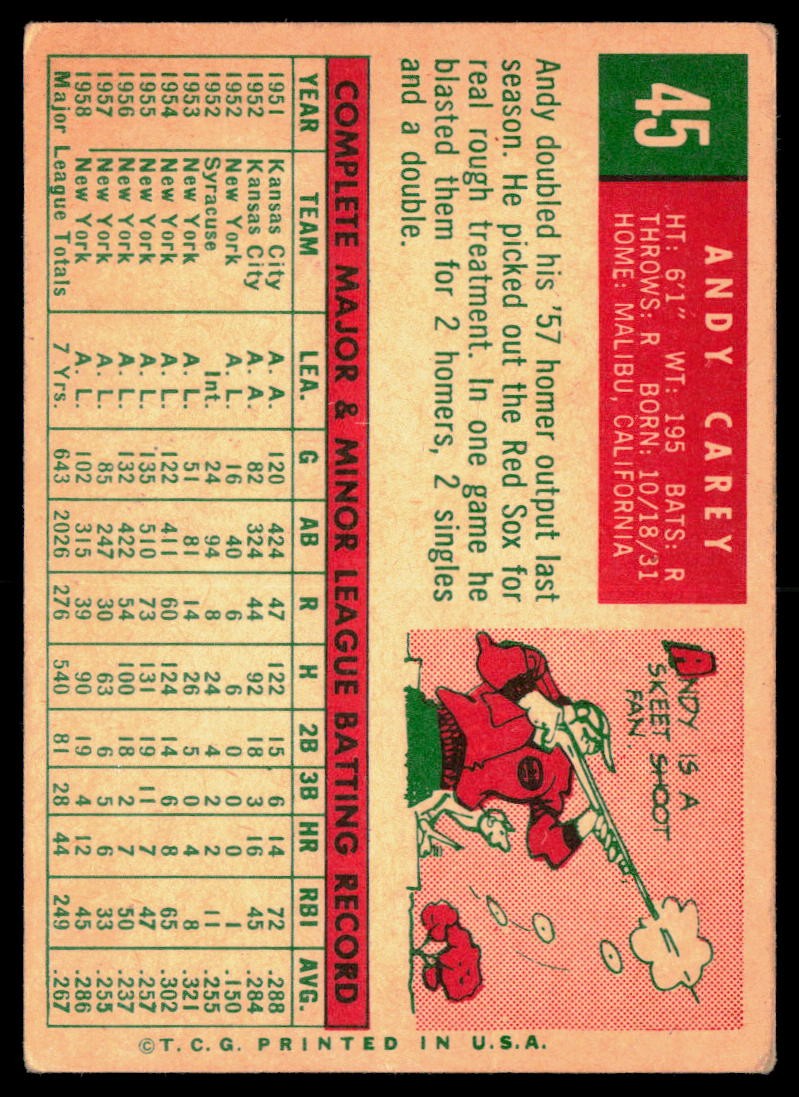 45
ANDY CAREY
HT: 6'1" WT: 195 BATS: R
THROWS: R BORN: 10/18/31
HOME: MALIBU, CALIFORNIA
Andy doubled his '57 homer output last
season. He picked out the Red Sox for
real rough treatment. In one game he
blasted them for 2 homers, 2 singles
and a double.
ANDY IS A
SKEET SHOOT
FAN.
COMPLETE MAJOR & MINOR LEAGUE BATTING RECORD
YEAR TEAM LEA. G AB R H 2B 3B HR RBI AVG.
1951 Kansas City A. A. 120 424 47 122 15 6 14 72 .288
1952 Kansas City A. A. 82 324 44 92 18 3 16 45 .284
1952 New York A. L. 16 40 6 6 0 0 0 1 .150
1952 Syracuse Int. 24 94 8 24 4 2 2 11 .255
1953 New York A. L. 51 81 14 26 5 0 4 8 .321
1954 New York A. L. 122 411 60 124 14 6 8 65 .302
1955 New York A. L. 135 510 73 131 19 11 7 47 .257
1956 New York A. L. 132 422 54 100 18 2 7 50 .237
1957 New York A. L. 85 247 30 63 6 5 6 33 .255
1958 New York A. L. 102 315 39 90 19 4 12 45 .286
Major League Totals 7 Yrs. 643 2026 276 540 81 28 44 249 .267
© T. C. G. PRINTED IN U.S.A.